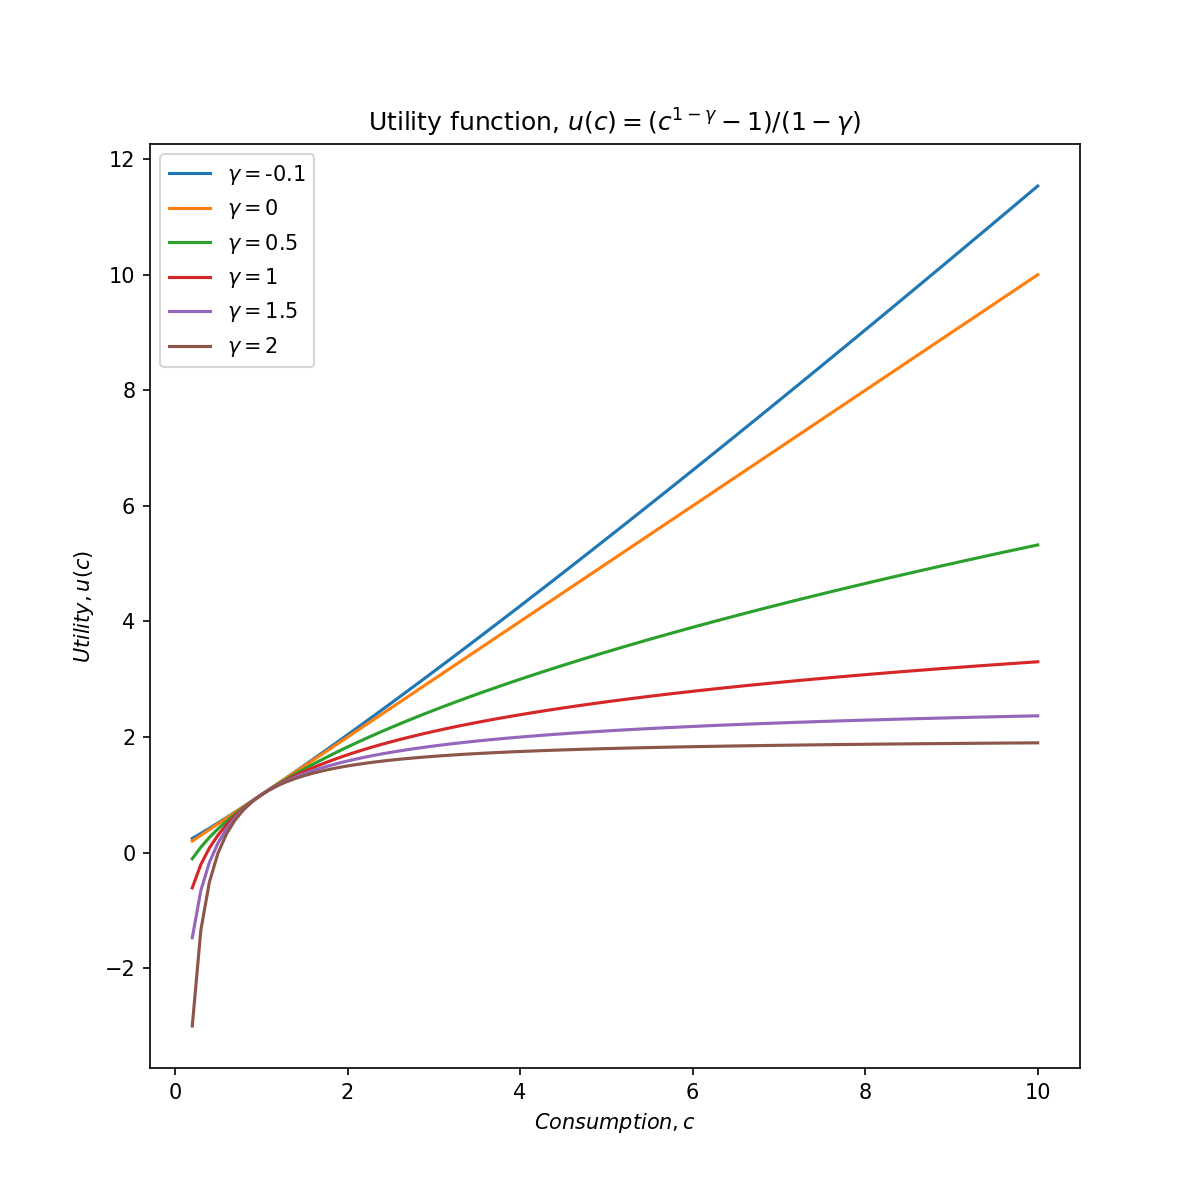 Utility function, u(c) = (c^{1−γ} − 1)/(1 − γ)
γ = -0.1
γ = 0
γ = 0.5
γ = 1
γ = 1.5
γ = 2
12
10
8
6
4
2
0
−2
Utility, u(c)
0 2 4 6 8 10
Consumption, c